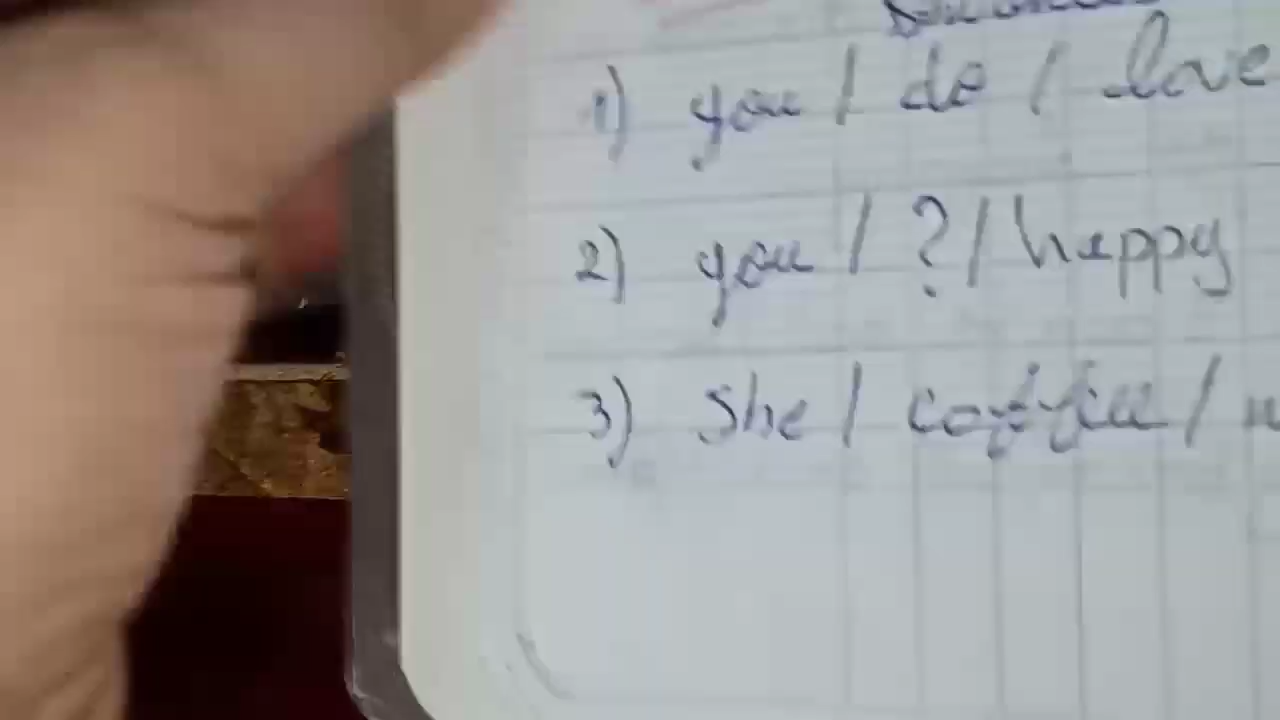 1) you / do / love
2) you / ? / happy
3) She / coffee /